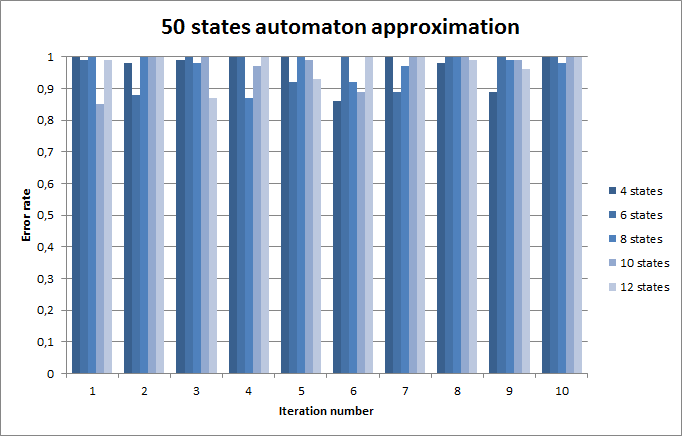 50 states automaton approximation
1
0,9
0,8
0,7
0,6
0,5
0,4
0,3
0,2
0,1
0
Error rate
1 2 3 4 5 6 7 8 9 10
Iteration number
4 states
6 states
8 states
10 states
12 states